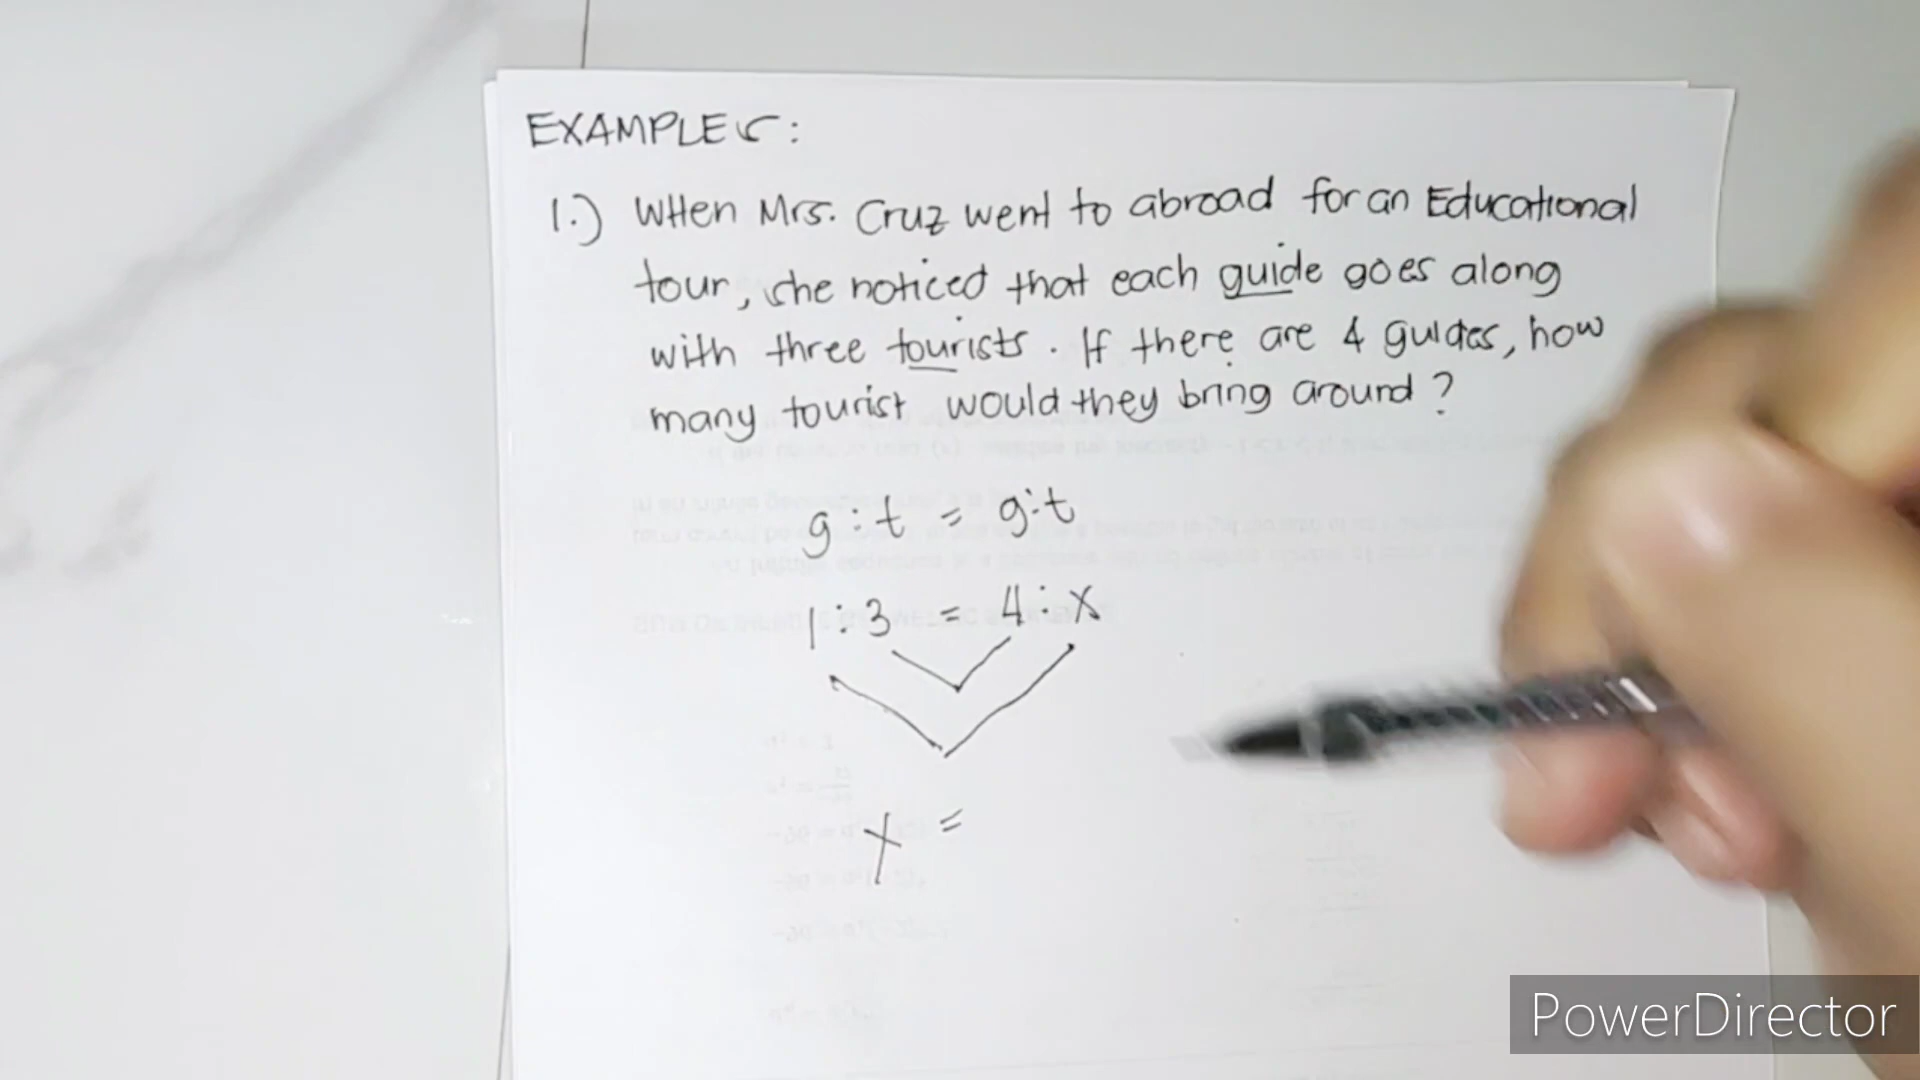 EXAMPLES:
1.) WHen Mrs. Cruz went to abroad for an Educational
tour, she noticed that each guide goes along
with three tourists. If there are 4 guides, how
many tourist would they bring around?
g : t = g : t
1 : 3 = 4 : x
x =
PowerDirector